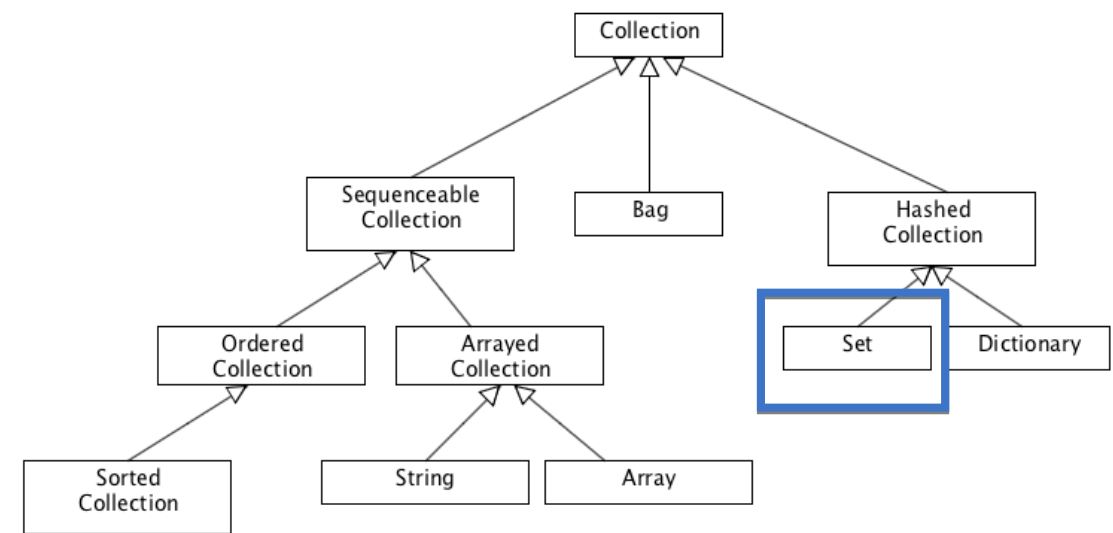 Collection
Sequenceable
Collection
Bag
Hashed
Collection
Ordered
Collection
Arrayed
Collection
Set
Dictionary
Sorted
Collection
String
Array